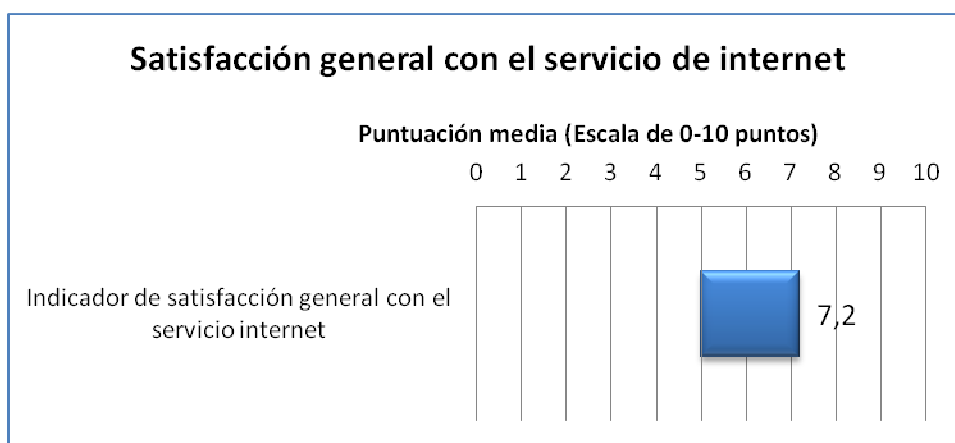 Satisfacción general con el servicio de internet
Puntuación media (Escala de 0-10 puntos)
0 1 2 3 4 5 6 7 8 9 10
Indicador de satisfacción general con el
servicio internet
7,2